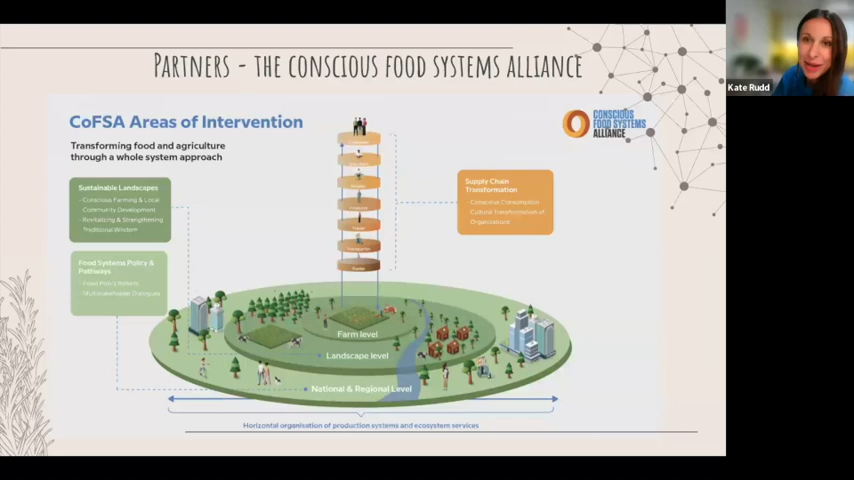 PARTNERS - THE CONSCIOUS FOOD SYSTEMS ALLIANCE
CoFSA Areas of Intervention
Transforming food and agriculture
through a whole system approach
CONSCIOUS
FOOD SYSTEMS
ALLIANCE
Kate Rudd
Sustainable Landscapes
- Conscious Farming & Local
Community Development
- Revitalizing & Strengthening
Traditional Wisdom
Food Systems Policy &
Pathways
- Food Policy Reform
- Multistakeholder Dialogues
Supply Chain
Transformation
- Conscious Consumption
- Cultural Transformation of
Organizations
Farm level
Landscape level
National & Regional Level
Horizontal organisation of production systems and ecosystem services